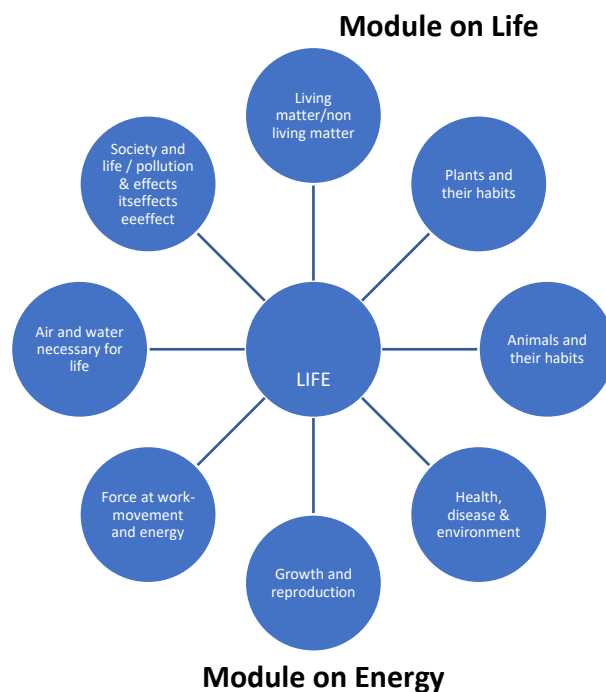 Module on Life
Living
matter/non
living matter
Plants and
their habits
Animals and
their habits
Health,
disease &
environment
Growth and
reproduction
Force at work-
movement
and energy
Air and water
necessary for
life
Society and
life / pollution
& effects
itseffects
eeeffect
LIFE
Module on Energy